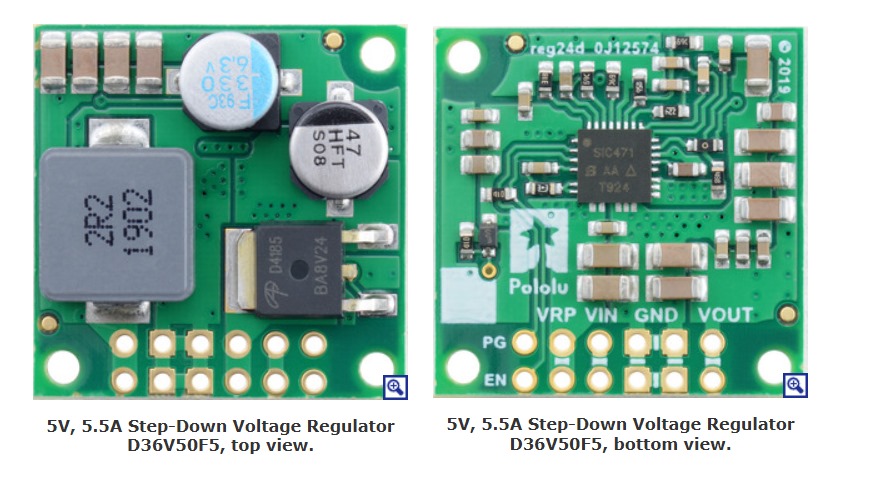 330
6.3v
F 93C
47
HFT
S08
2R2
1902
D4185
BA8V24
reg24d 0J12574
© 2019
SiC471
AA
T924
Pololu
VRP VIN GND VOUT
PG
EN
5V, 5.5A Step-Down Voltage Regulator
D36V50F5, top view.
5V, 5.5A Step-Down Voltage Regulator
D36V50F5, bottom view.